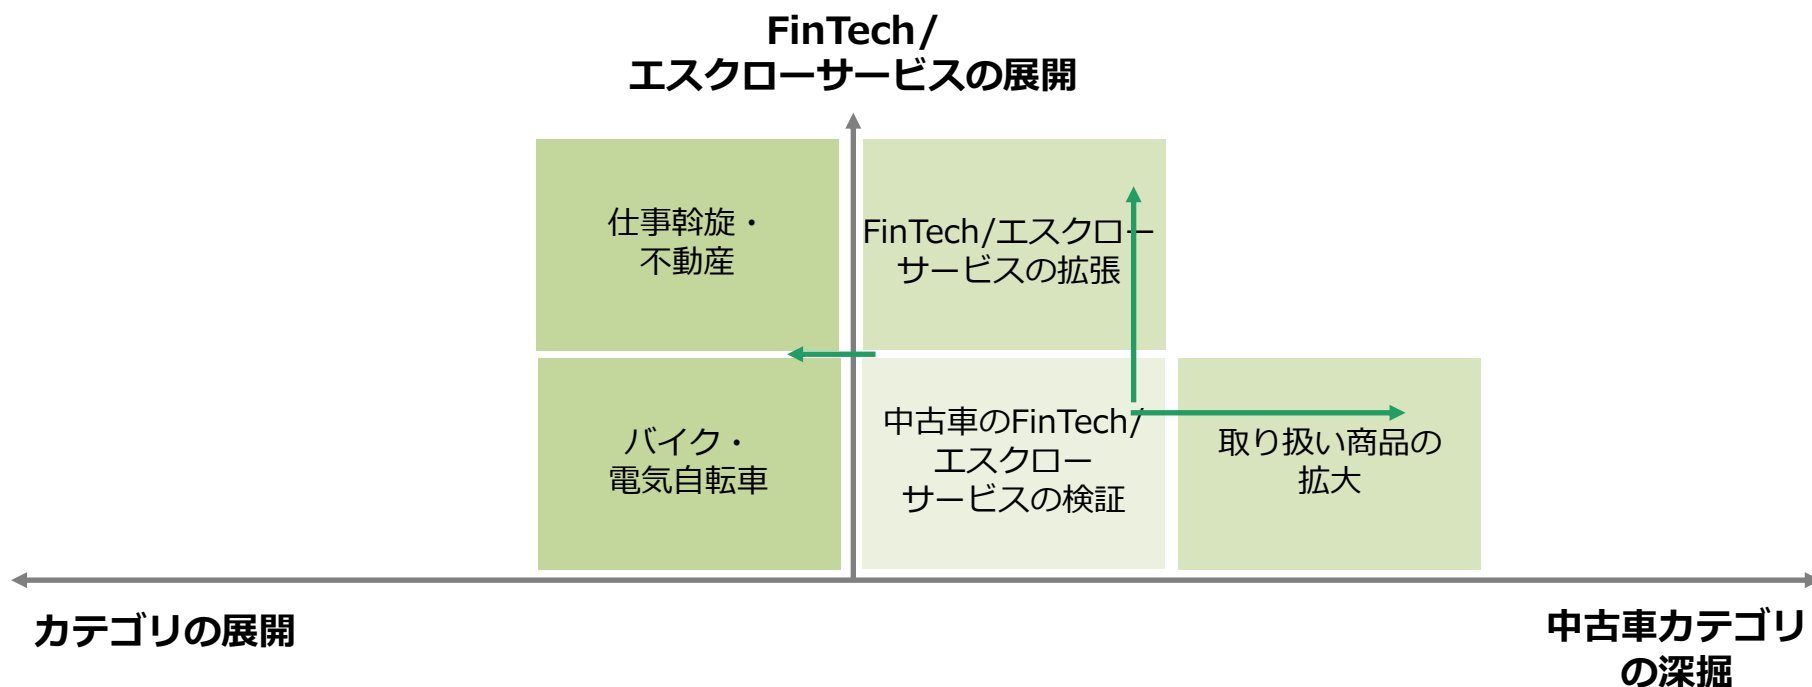 FinTech/
エスクローサービスの展開
仕事斡旋・
不動産
FinTech/エスクロー
サービスの拡張
バイク・
電気自転車
中古車のFinTech/
エスクロー
サービスの検証
取り扱い商品の
拡大
カテゴリの展開
中古車カテゴリ
の深掘